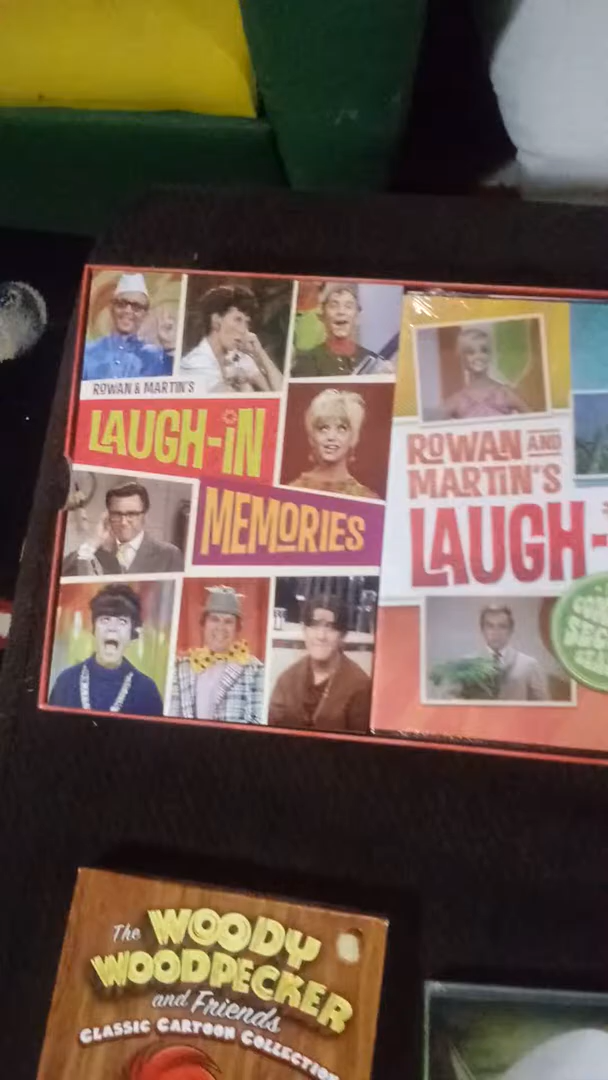 ROWAN & MARTIN'S
LAUGH-iN
MEMORiES
ROWAN AND
MARTiN'S
LAUGH-
The WOODY
WOODPECKER
and Friends
CLASSIC CARTOON COLLECTION